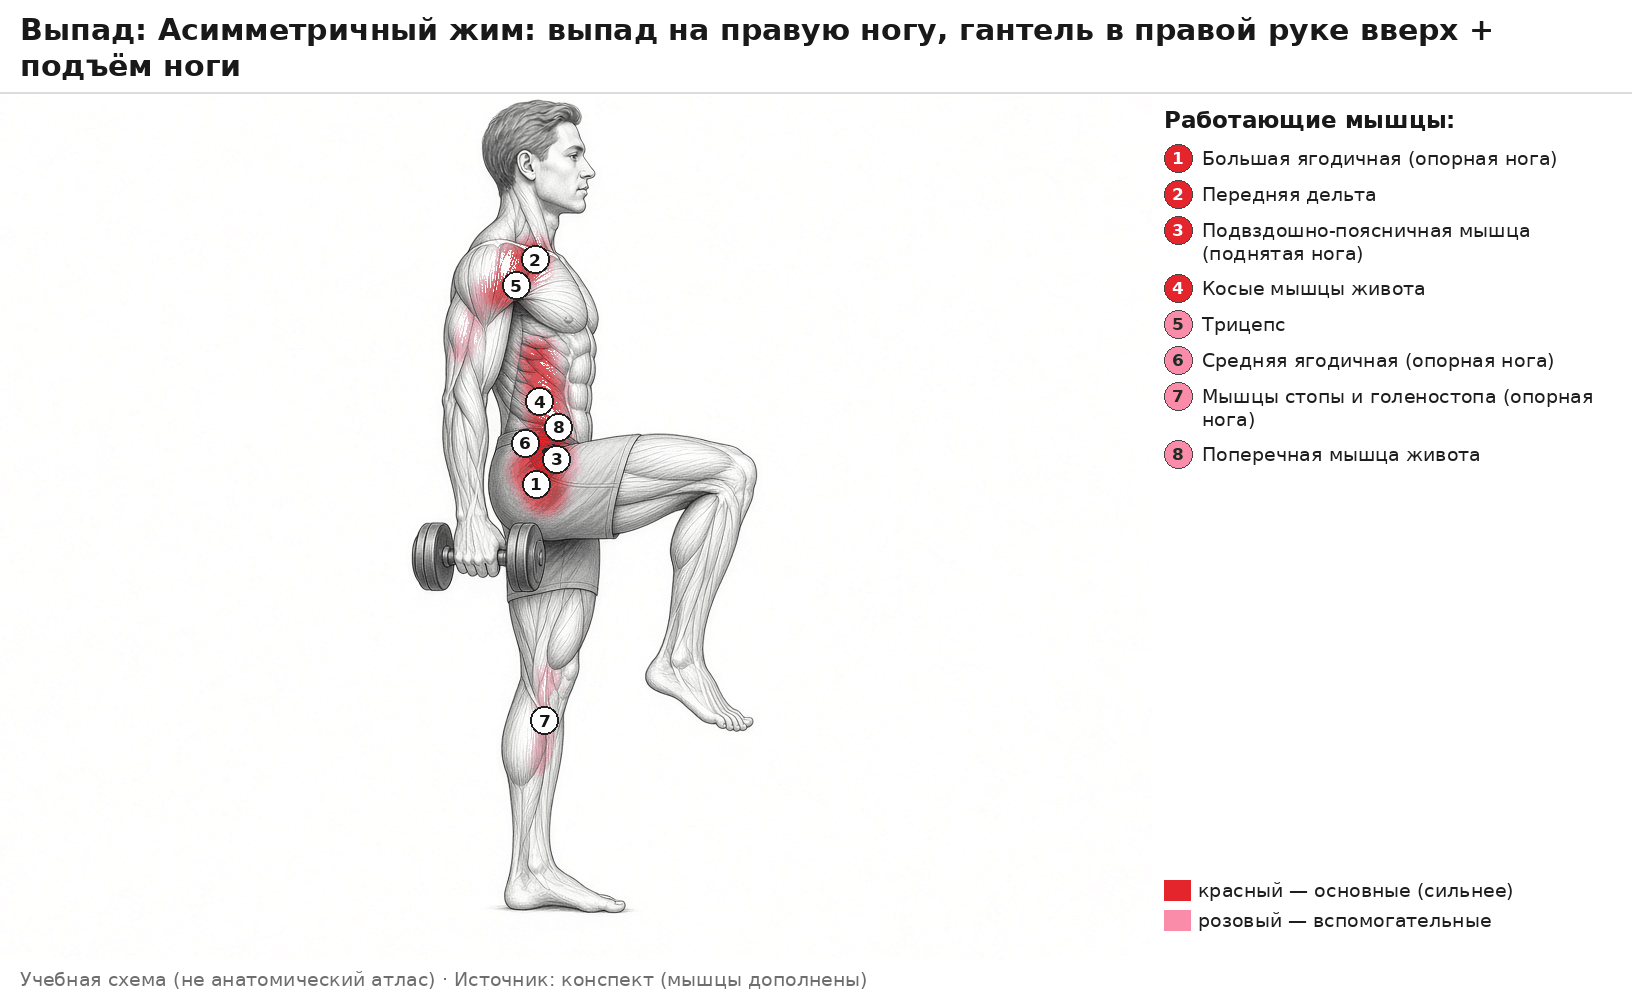 Выпад: Асимметричный жим: выпад на правую ногу, гантель в правой руке вверх +
подъём ноги
Работающие мышцы:
1 Большая ягодичная (опорная нога)
2 Передняя дельта
3 Подвздошно-поясничная мышца
(поднятая нога)
4 Косые мышцы живота
5 Трицепс
6 Средняя ягодичная (опорная нога)
7 Мышцы стопы и голеностопа (опорная
нога)
8 Поперечная мышца живота
2
5
4
8
6
3
1
7
красный — основные (сильнее)
розовый — вспомогательные
Учебная схема (не анатомический атлас) · Источник: конспект (мышцы дополнены)